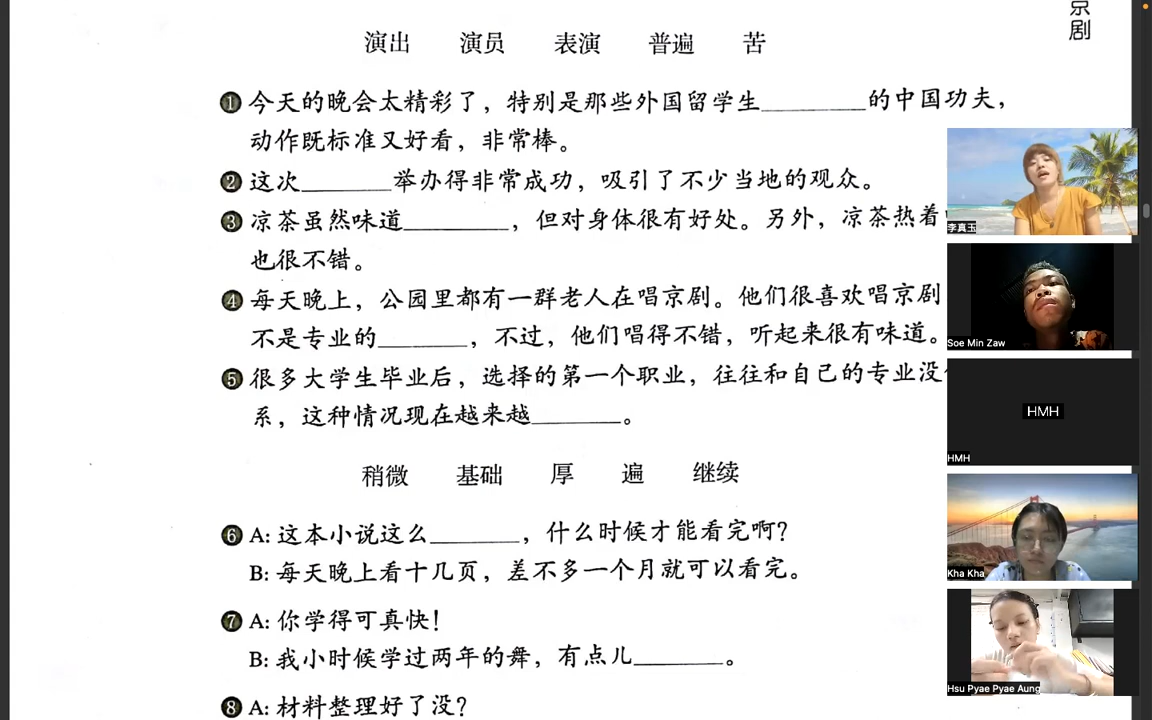 京剧
演出 演员 表演 普遍 苦
1 今天的晚会太精彩了，特别是那些外国留学生________的中国功夫，
动作既标准又好看，非常棒。
2 这次________举办得非常成功，吸引了不少当地的观众。
3 凉茶虽然味道________，但对身体很有好处。另外，凉茶热着
也很不错。
4 每天晚上，公园里都有一群老人在唱京剧。他们很喜欢唱京剧
不是专业的________，不过，他们唱得不错，听起来很有味道。
5 很多大学生毕业后，选择的第一个职业，往往和自己的专业没
系，这种情况现在越来越________。
稍微 基础 厚 遍 继续
6 A: 这本小说这么________，什么时候才能看完啊？
B: 每天晚上看十几页，差不多一个月就可以看完。
7 A: 你学得可真快！
B: 我小时候学过两年的舞，有点儿________。
8 A: 材料整理好了没？
李真玉
Soe Min Zaw
HMH
HMH
Kha Kha
Hsu Pyae Pyae Aung